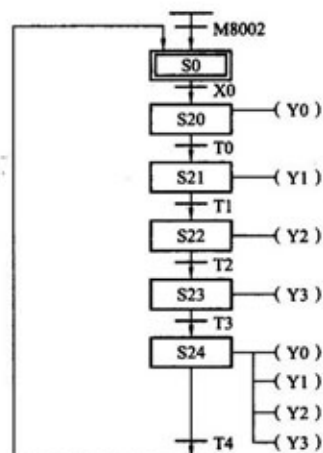 M8002
S0
X0
S20
(Y0)
T0
S21
(Y1)
T1
S22
(Y2)
T2
S23
(Y3)
T3
S24
(Y0)
(Y1)
(Y2)
(Y3)
T4